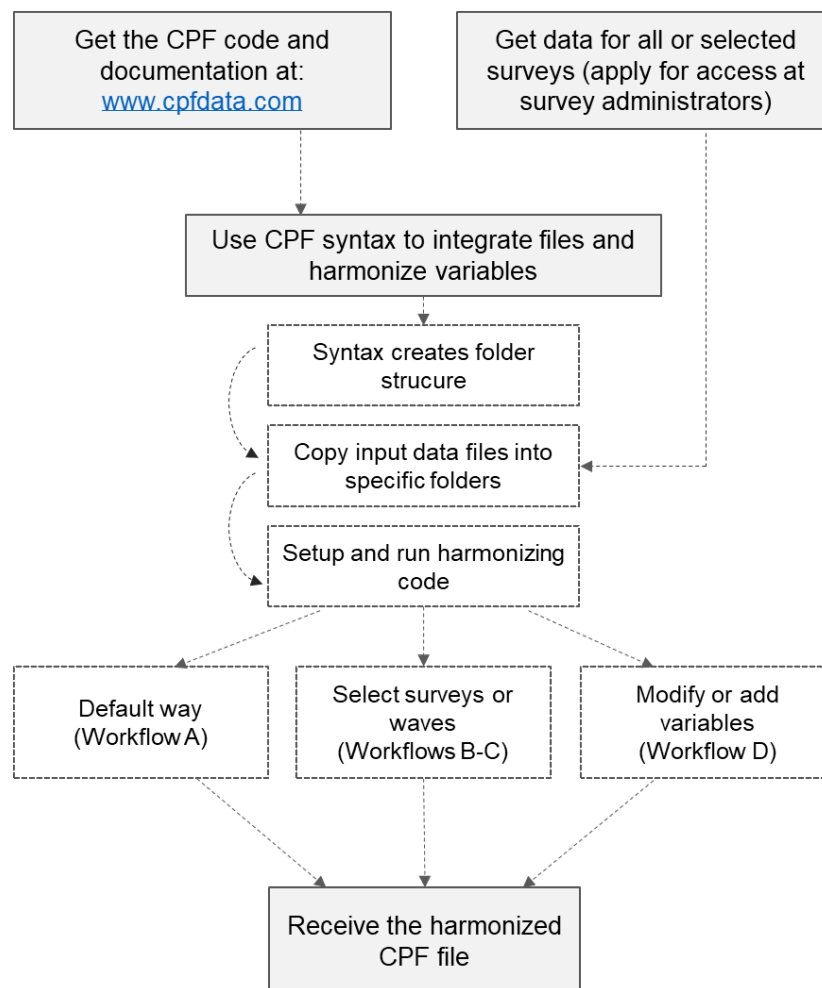 Get the CPF code and
documentation at:
www.cpfdata.com
Get data for all or selected
surveys (apply for access at
survey administrators)
Use CPF syntax to integrate files and
harmonize variables
Syntax creates folder
strucure
Copy input data files into
specific folders
Setup and run harmonizing
code
Default way
(Workflow A)
Select surveys or
waves
(Workflows B-C)
Modify or add
variables
(Workflow D)
Receive the harmonized
CPF file